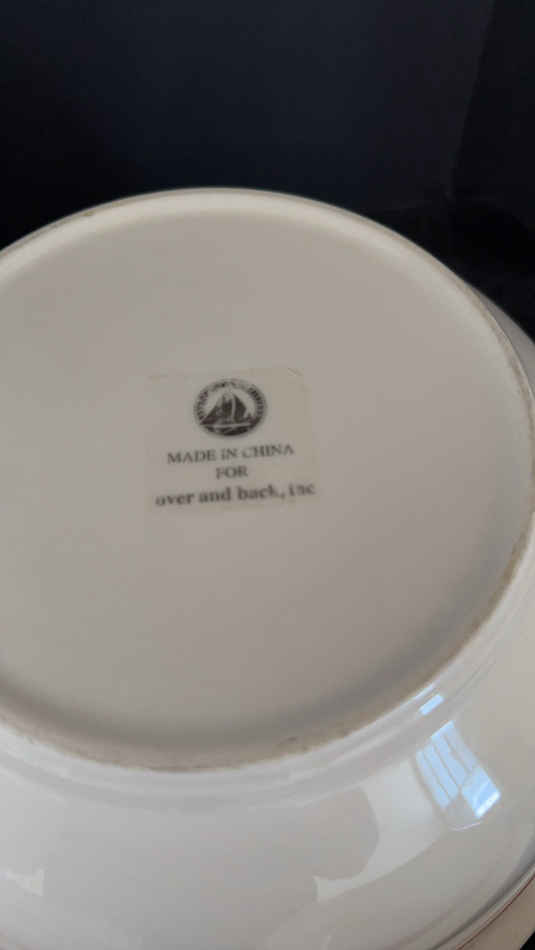 MADE IN CHINA
FOR
over and back, inc